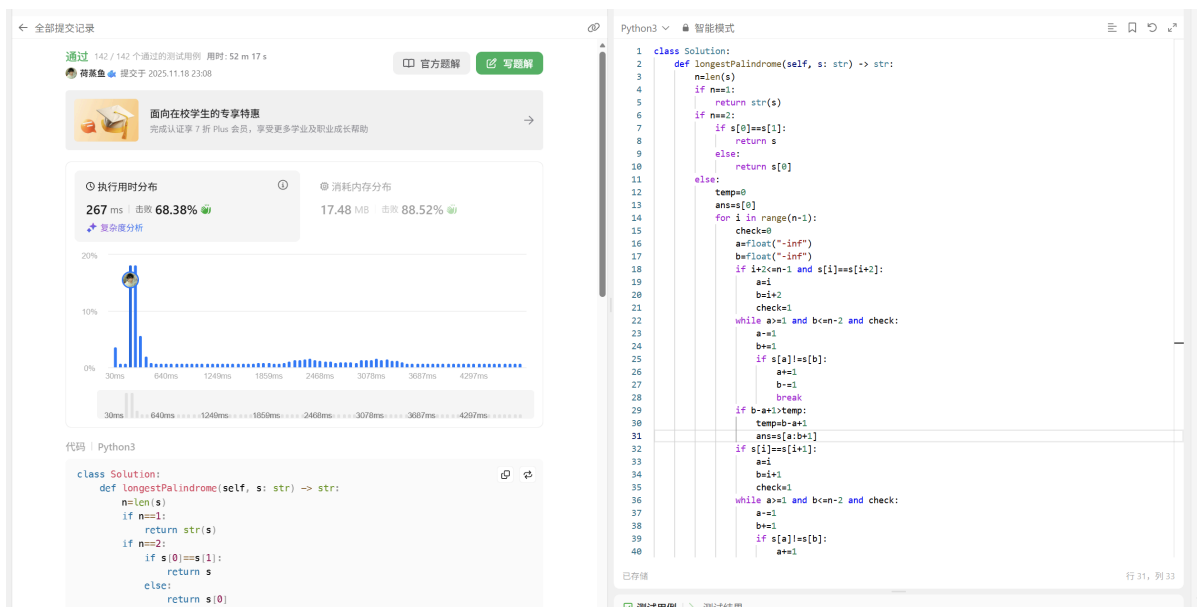 全部提交记录
通过 142 / 142 个通过的测试用例 用时: 52 m 17 s
荷蒸鱼 提交于 2025.11.18 23:08
官方题解
写题解
面向在校学生的专享特惠
完成认证享 7 折 Plus 会员，享受更多学业及职业成长帮助
执行用时分布
267 ms 击败 68.38%
复杂度分析
消耗内存分布
17.48 MB 击败 88.52%
20%
10%
0%
30ms 640ms 1249ms 1859ms 2468ms 3078ms 3687ms 4297ms
30ms 640ms 1249ms 1859ms 2468ms 3078ms 3687ms 4297ms
代码 Python3
class Solution:
    def longestPalindrome(self, s: str) -> str:
        n=len(s)
        if n==1:
            return str(s)
        if n==2:
            if s[0]==s[1]:
                return s
            else:
                return s[0]
Python3 智能模式
1 class Solution:
2     def longestPalindrome(self, s: str) -> str:
3         n=len(s)
4         if n==1:
5             return str(s)
6         if n==2:
7             if s[0]==s[1]:
8                 return s
9             else:
10                 return s[0]
11         else:
12             temp=0
13             ans=s[0]
14             for i in range(n-1):
15                 check=0
16                 a=float("-inf")
17                 b=float("-inf")
18                 if i+2<=n-1 and s[i]==s[i+2]:
19                     a=i
20                     b=i+2
21                     check=1
22                 while a>=1 and b<=n-2 and check:
23                     a-=1
24                     b+=1
25                     if s[a]!=s[b]:
26                         a+=1
27                         b-=1
28                         break
29                 if b-a+1>temp:
30                     temp=b-a+1
31                     ans=s[a:b+1]
32                 if s[i]==s[i+1]:
33                     a=i
34                     b=i+1
35                     check=1
36                 while a>=1 and b<=n-2 and check:
37                     a-=1
38                     b+=1
39                     if s[a]!=s[b]:
40                         a+=1
已存储
行 31，列 33
测试用例 测试结果